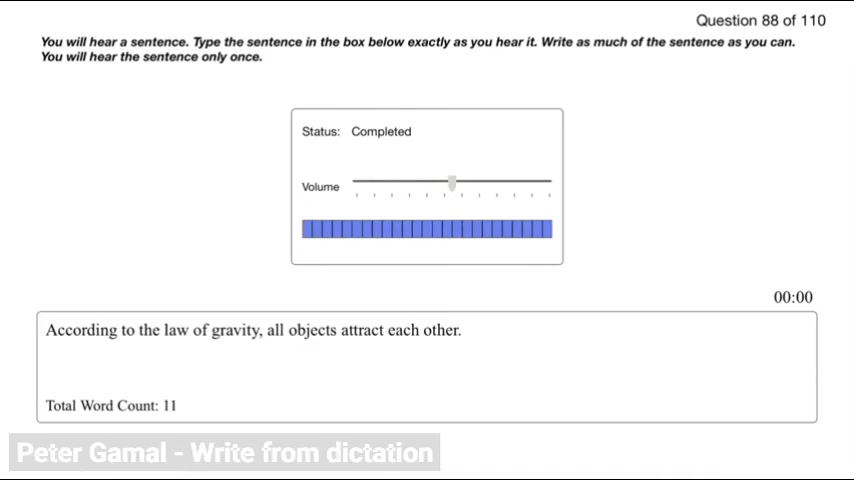 Question 88 of 110
You will hear a sentence. Type the sentence in the box below exactly as you hear it. Write as much of the sentence as you can.
You will hear the sentence only once.
Status: Completed
Volume
00:00
According to the law of gravity, all objects attract each other.
Total Word Count: 11
Peter Gamal - Write from dictation